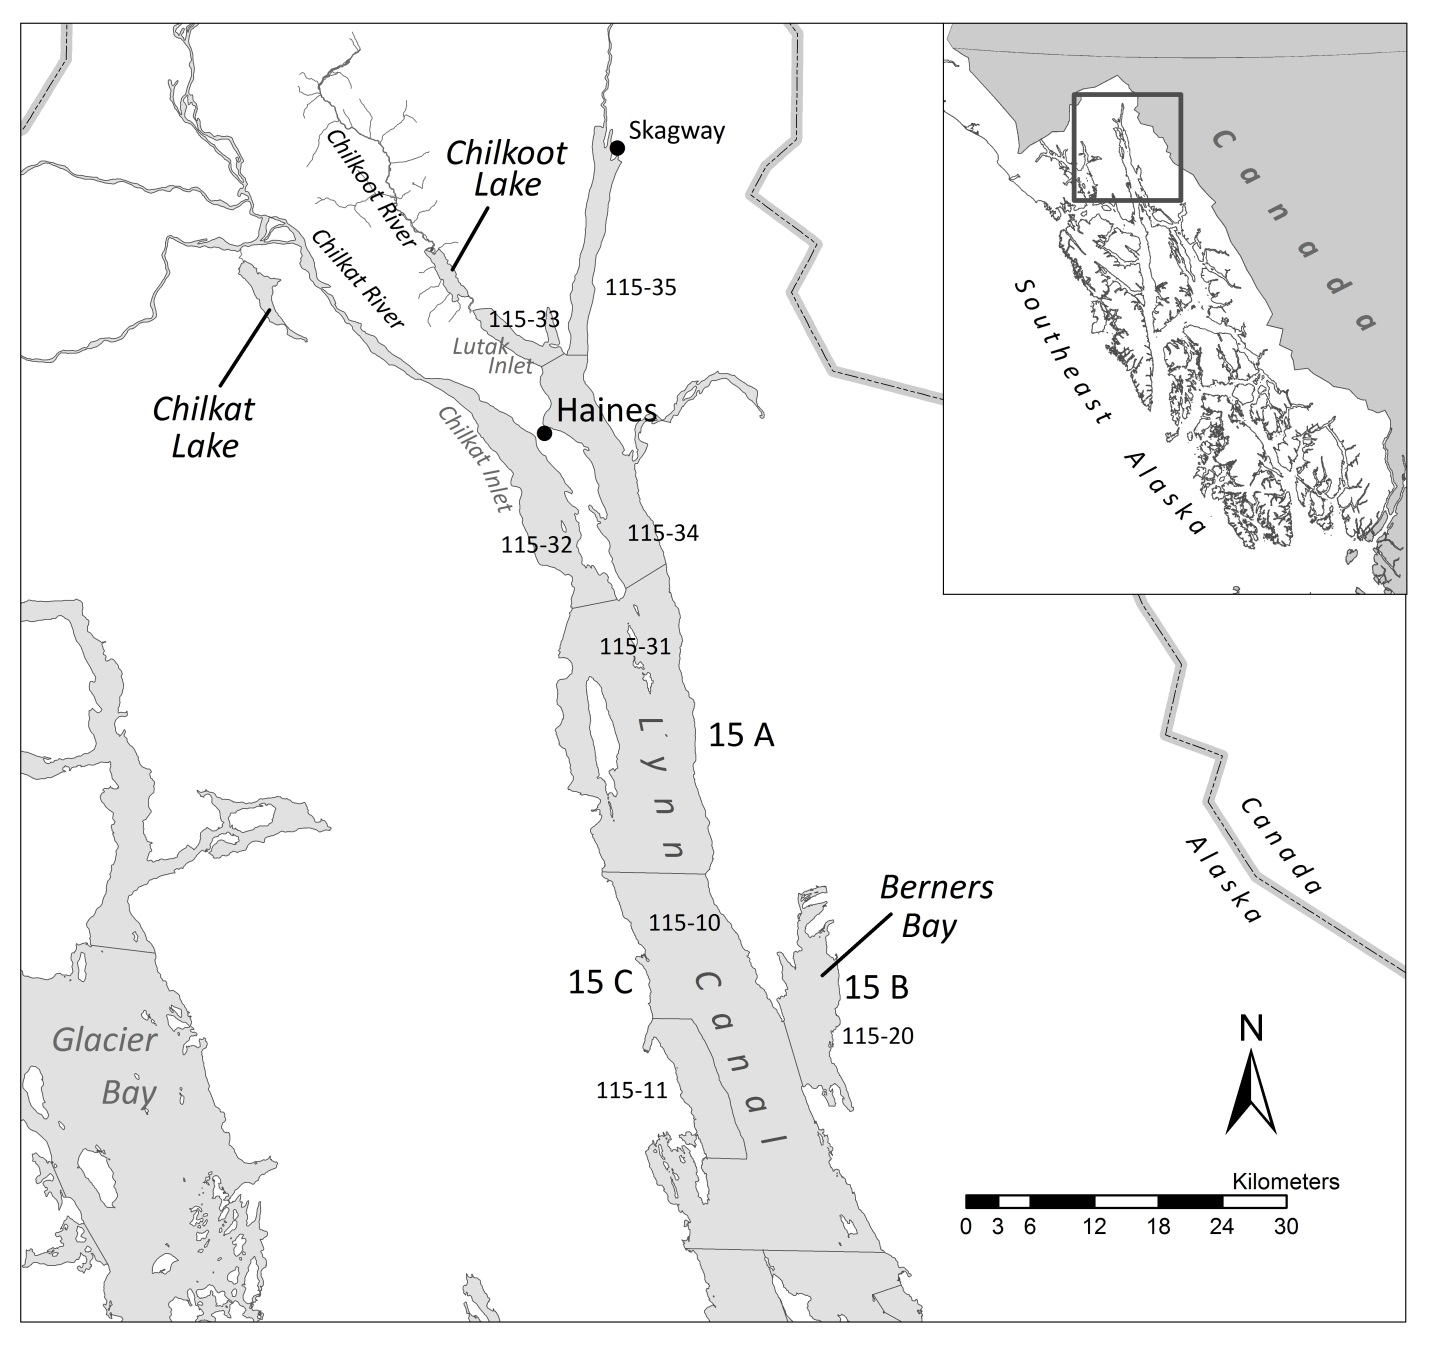 Skagway
Chilkoot
Lake
Chilkoot River
Chilkat River
115-35
115-33
Lutak
Inlet
Chilkat
Lake
Haines
Chilkat Inlet
115-32
115-34
115-31
Lynn
15 A
115-10
Berners
Bay
15 C
Canal
15 B
115-20
115-11
Glacier
Bay
Canada
Southeast Alaska
Canada
Alaska
N
Kilometers
0 3 6 12 18 24 30